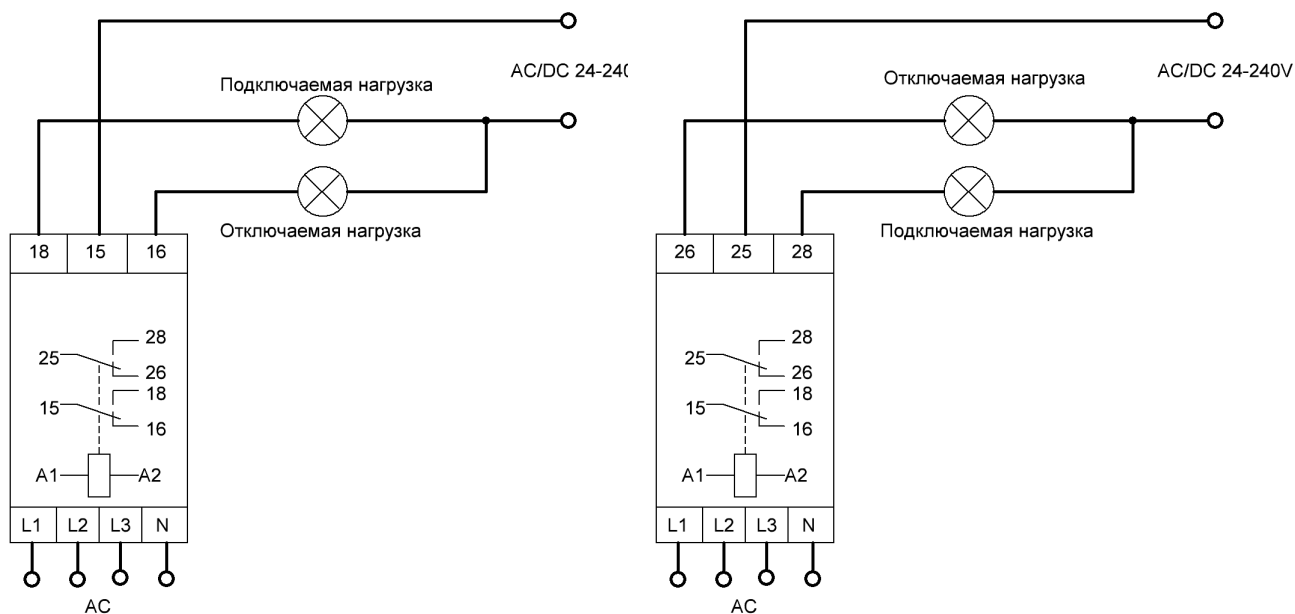 AC/DC 24-240
Подключаемая нагрузка
Отключаемая нагрузка
18 15 16
28
25
26
18
15
16
A1 A2
L1 L2 L3 N
AC
AC/DC 24-240V
Отключаемая нагрузка
Подключаемая нагрузка
26 25 28
28
25
26
18
15
16
A1 A2
L1 L2 L3 N
AC